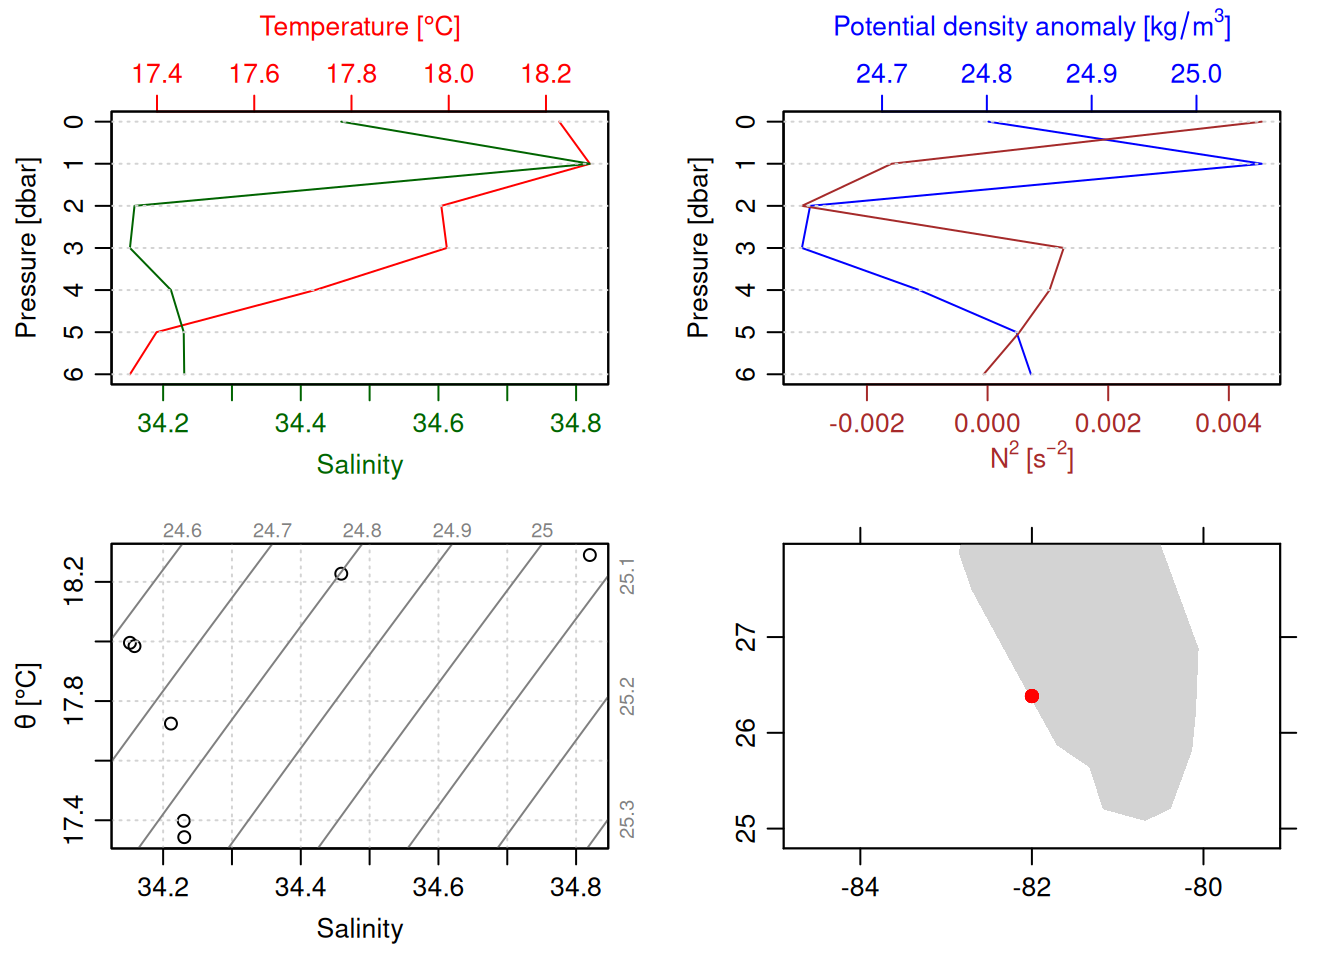 Temperature [°C]
17.4 17.6 17.8 18.0 18.2
Pressure [dbar]
0
1
2
3
4
5
6
34.2 34.4 34.6 34.8
Salinity
Potential density anomaly [kg/m³]
24.7 24.8 24.9 25.0
Pressure [dbar]
0
1
2
3
4
5
6
-0.002 0.000 0.002 0.004
N² [s⁻²]
24.6 24.7 24.8 24.9 25
25.1
25.2
25.3
θ [°C]
18.2
17.8
17.4
34.2 34.4 34.6 34.8
Salinity
27
26
25
-84 -82 -80